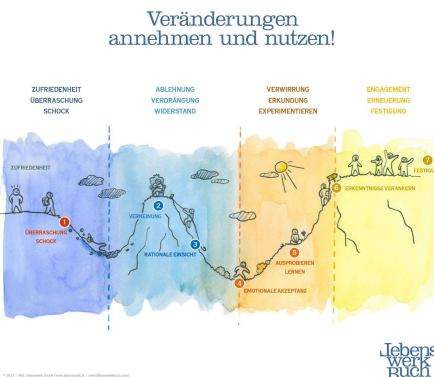 Veränderungen
annehmen und nutzen!
ZUFRIEDENHEIT
ÜBERRASCHUNG
SCHOCK
ABLEHNUNG
VERDRÄNGUNG
WIDERSTAND
VERWIRRUNG
ERKUNDUNG
EXPERIMENTIEREN
ENGAGEMENT
ERNEUERUNG
FESTIGUNG
ZUFRIEDENHEIT
1
ÜBERRASCHUNG
SCHOCK
2
VERNEINUNG
3
RATIONALE EINSICHT
4
EMOTIONALE AKZEPTANZ
5
AUSPROBIEREN
LERNEN
6
ERKENNTNISSE VERANKERN
7
FESTIGU
Lebens
werk
Buch